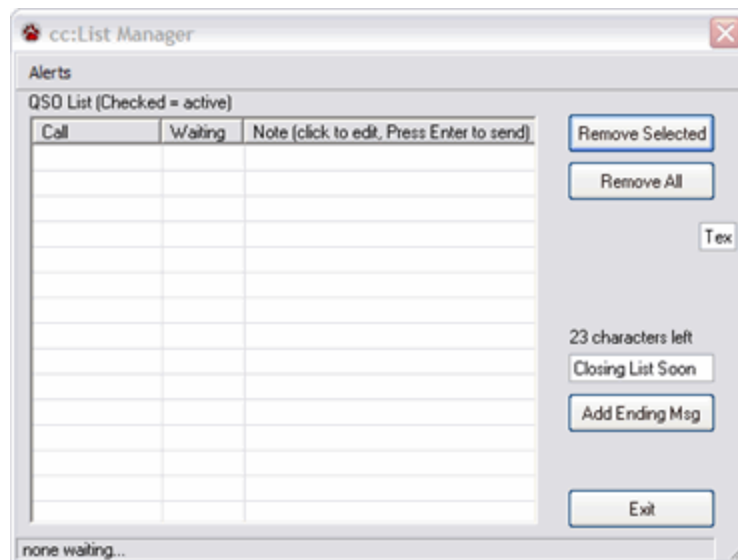 cc:List Manager
Alerts
QSO List (Checked = active)
Call Waiting Note (click to edit, Press Enter to send)
Remove Selected
Remove All
Tex
23 characters left
Closing List Soon
Add Ending Msg
Exit
none waiting...